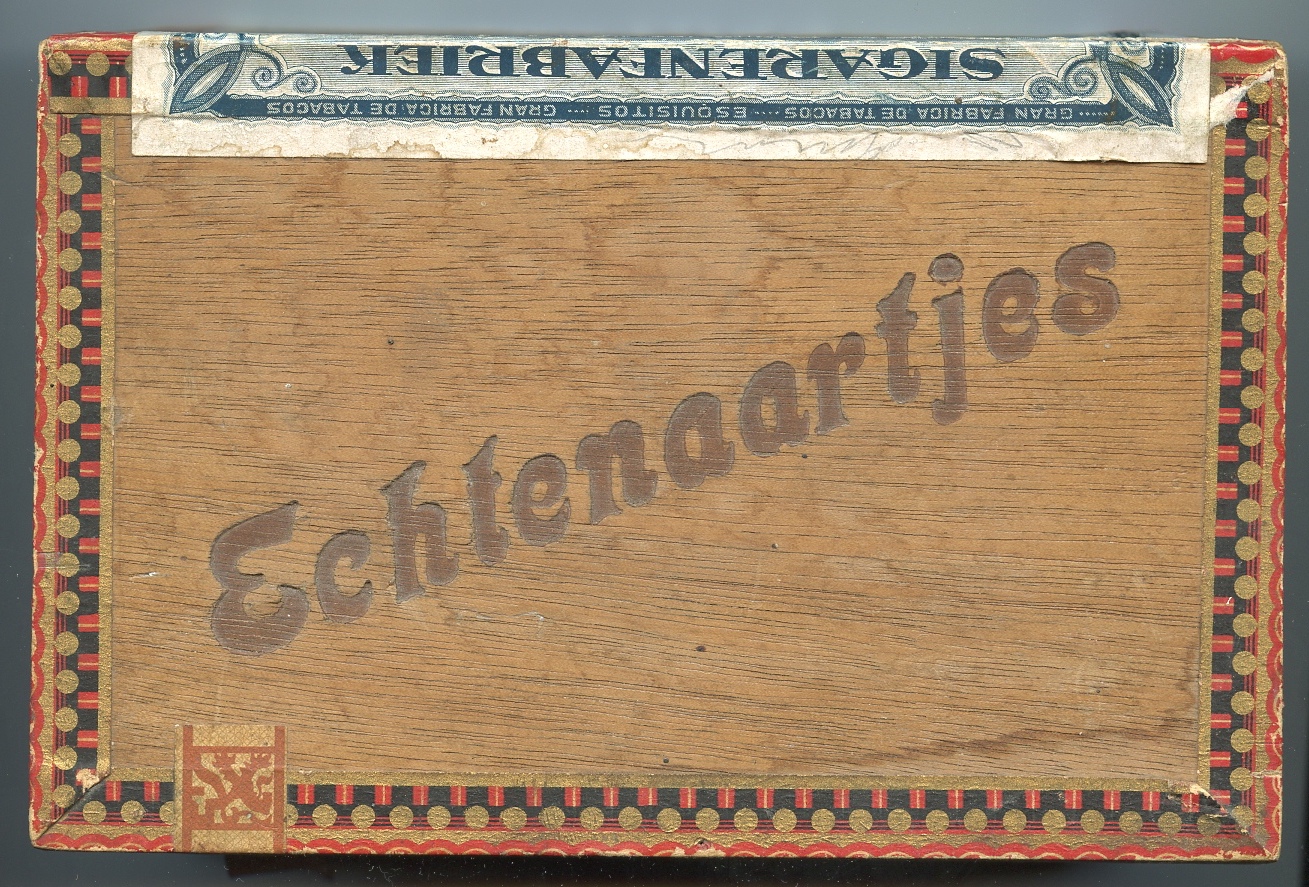 SIGARENFABRIEK
GRAN FABRICA DE TABACOS ···· ESQUISITOS ···· GRAN FABRICA DE TABACOS
Echtenaartjes